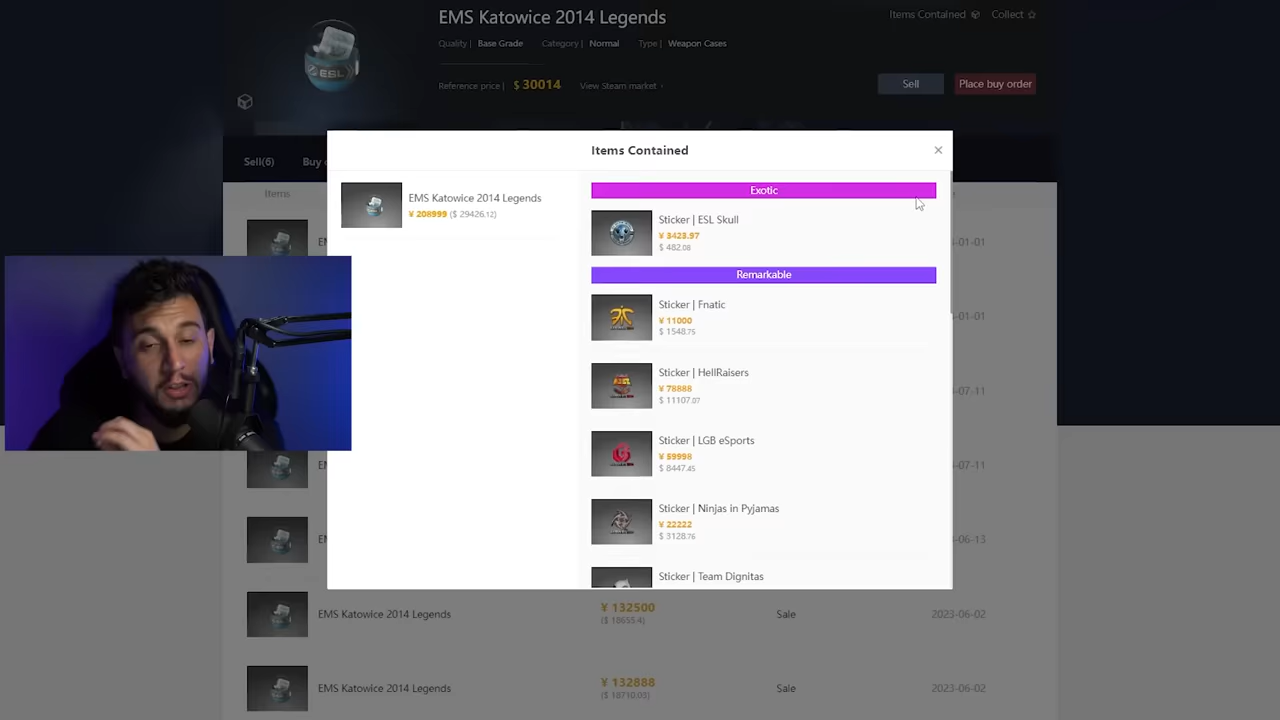 EMS Katowice 2014 Legends
Items Contained
Collect
Quality | Base Grade
Category | Normal
Type | Weapon Cases
Reference price | $ 30014
View Steam market
Sell
Place buy order
ESL
Sell(6)
Buy
Items
Items Contained
EMS Katowice 2014 Legends
¥ 208999 ($ 29426.12)
Exotic
Sticker | ESL Skull
¥ 3423.97
$ 482.08
Remarkable
Sticker | Fnatic
¥ 11000
$ 1548.75
Sticker | HellRaisers
¥ 78888
$ 11107.07
Sticker | LGB eSports
¥ 59998
$ 8447.45
Sticker | Ninjas in Pyjamas
¥ 22222
$ 3128.76
Sticker | Team Dignitas
-01-01
-01-01
-07-11
-07-11
-06-13
EMS Katowice 2014 Legends
¥ 132500
($ 18655.4)
Sale
2023-06-02
EMS Katowice 2014 Legends
¥ 132888
($ 18710.03)
Sale
2023-06-02